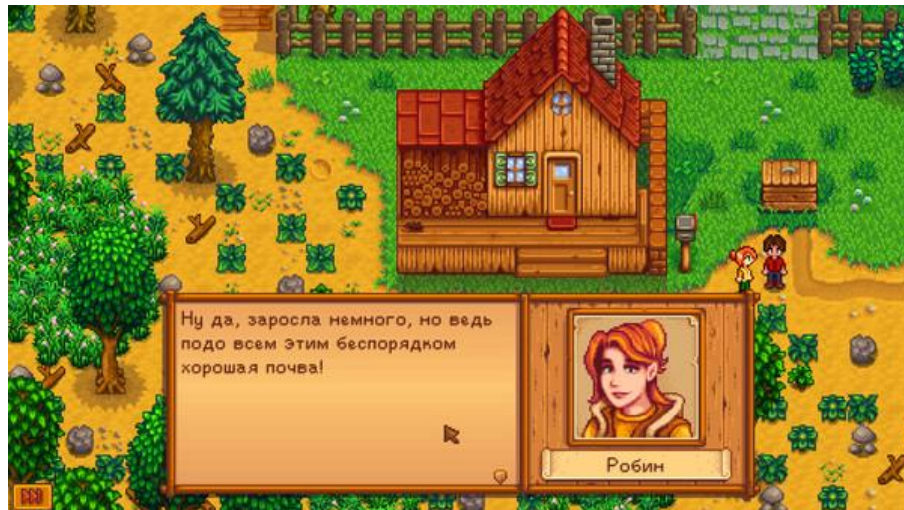 Ну да, заросла немного, но ведь
подо всем этим беспорядком
хорошая почва!
Робин